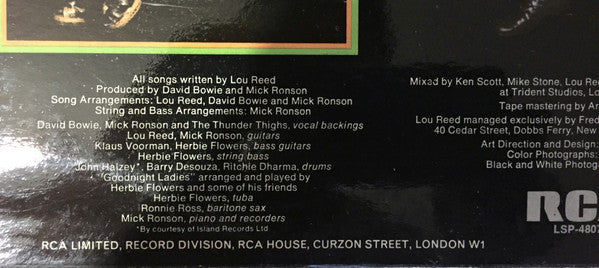 All songs written by Lou Reed
Produced by David Bowie and Mick Ronson
Song Arrangements: Lou Reed, David Bowie and Mick Ronson
String and Bass Arrangements: Mick Ronson
David Bowie, Mick Ronson and The Thunder Thighs, vocal backings
Lou Reed, Mick Ronson, guitars
Klaus Voorman, Herbie Flowers, bass guitars
Herbie Flowers, string bass
John Halzey*, Barry Desouza, Ritchie Dharma, drums
"Goodnight Ladies" arranged and played by
Herbie Flowers and some of his friends
Herbie Flowers, tuba
Ronnie Ross, baritone sax
Mick Ronson, piano and recorders
*By courtesy of Island Records Ltd
RCA LIMITED, RECORD DIVISION, RCA HOUSE, CURZON STREET, LONDON W1
Mixed by Ken Scott, Mike Stone, Lou Ree
at Trident Studios, Lo
Tape mastering by Ar
Lou Reed managed exclusively by Fred
40 Cedar Street, Dobbs Ferry, New
Art Direction and Design:
Color Photographs:
Black and White Photog
RC
LSP-4807